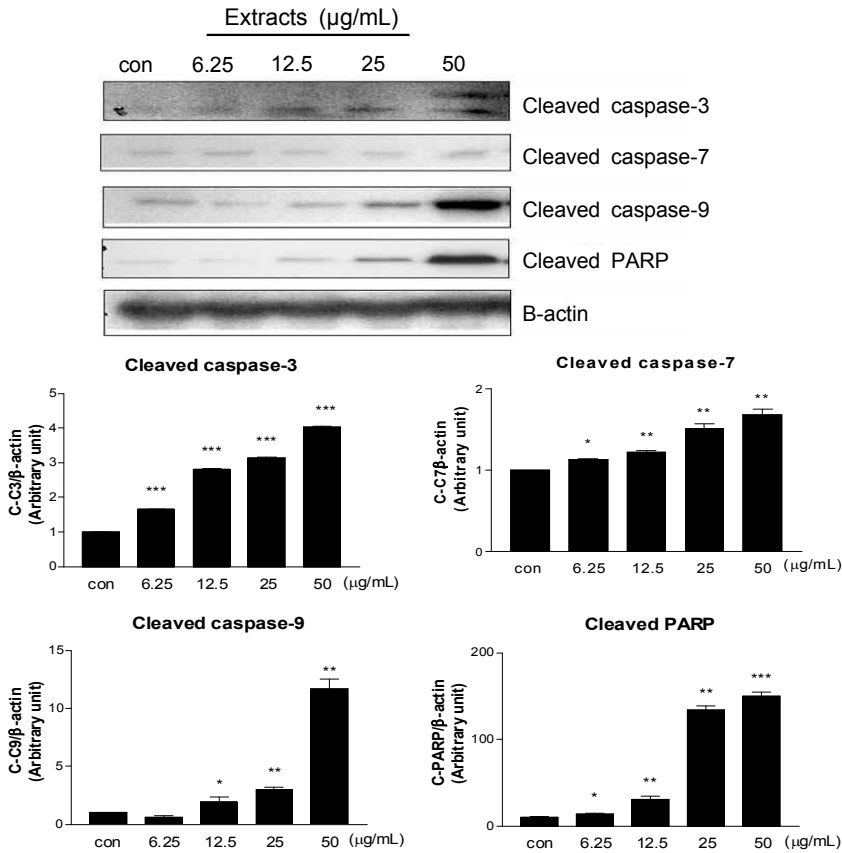 Extracts (µg/mL)
con 6.25 12.5 25 50
Cleaved caspase-3
Cleaved caspase-7
Cleaved caspase-9
Cleaved PARP
B-actin
Cleaved caspase-3
C-C3/β-actin
(Arbitrary unit)
5
4
3
2
1
0
***
***
***
***
con 6.25 12.5 25 50 (µg/mL)
Cleaved caspase-7
C-C7β-actin
(Arbitrary unit)
2
1
0
*
**
**
**
con 6.25 12.5 25 50 (µg/mL)
Cleaved caspase-9
C-C9/β-actin
(Arbitrary unit)
15
10
5
0
*
**
**
con 6.25 12.5 25 50 (µg/mL)
Cleaved PARP
C-PARP/β-actin
(Arbitrary unit)
200
100
0
*
**
**
***
con 6.25 12.5 25 50 (µg/mL)